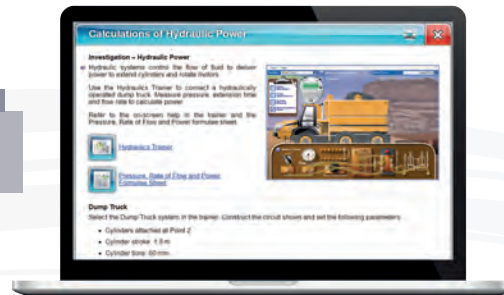 Calculations of Hydraulic Power
Investigation – Hydraulic Power
Hydraulic systems control the flow of fluid to deliver
power to extend cylinders and rotate motors.
Use the Hydraulics Trainer to connect a hydraulically
operated dump truck. Measure pressure, extension time
and flow rate to calculate power.
Refer to the on-screen help in the trainer and the
Pressure, Rate of Flow and Power formulae sheet.
Hydraulics Trainer
Pressure, Rate of Flow and Power
Formulae Sheet
Dump Truck
Select the Dump Truck system in the trainer. Construct the circuit shown and set the following parameters:
• Cylinders attached at Point 2
• Cylinder stroke: 1.5 m
• Cylinder bore: 60 mm